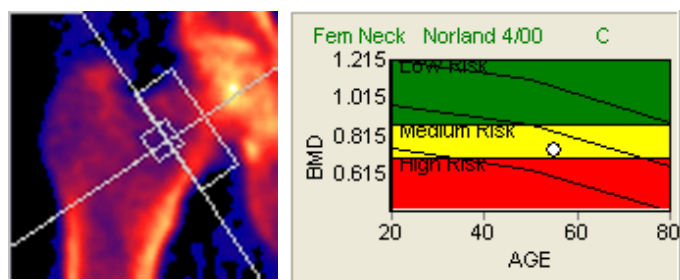 Fem Neck Norland 4/00 C
1.215
Low Risk
1.015
Medium Risk
0.815
High Risk
0.615
BMD
20 40 60 80
AGE